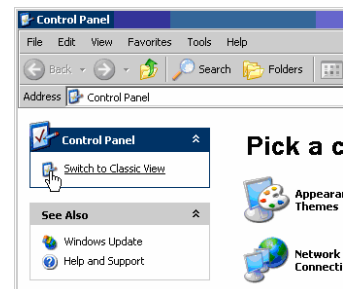 Control Panel
File Edit View Favorites Tools Help
Back Search Folders
Address Control Panel
Control Panel
Switch to Classic View
See Also
Windows Update
Help and Support
Pick a c
Appeara
Themes
Network
Connecti